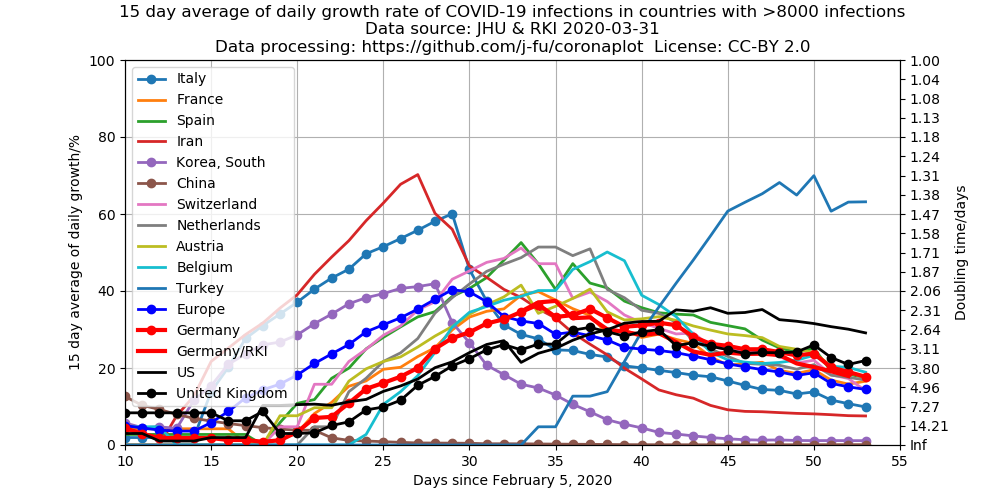 15 day average of daily growth rate of COVID-19 infections in countries with >8000 infections
Data source: JHU & RKI 2020-03-31
Data processing: https://github.com/j-fu/coronaplot License: CC-BY 2.0
15 day average of daily growth/%
100
80
60
40
20
0
Italy
France
Spain
Iran
Korea, South
China
Switzerland
Netherlands
Austria
Belgium
Turkey
Europe
Germany
Germany/RKI
US
United Kingdom
1.00
1.04
1.08
1.13
1.18
1.24
1.31
1.38
1.47
1.58
1.71
1.87
2.06
2.31
2.64
3.11
3.80
4.96
7.27
14.21
Inf
Doubling time/days
10 15 20 25 30 35 40 45 50 55
Days since February 5, 2020